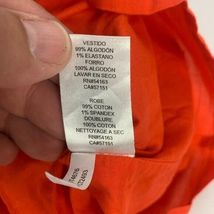 VESTIDO
99% ALGODÓN
1% ELASTANO
FORRO
100% ALGODÓN
LAVAR EN SECO
RN#54163
CA#57151
ROBE
99% COTON
1% SPANDEX
DOUBLURE
100% COTON
NETTOYAGE A SEC
RN#54163
CA#57151